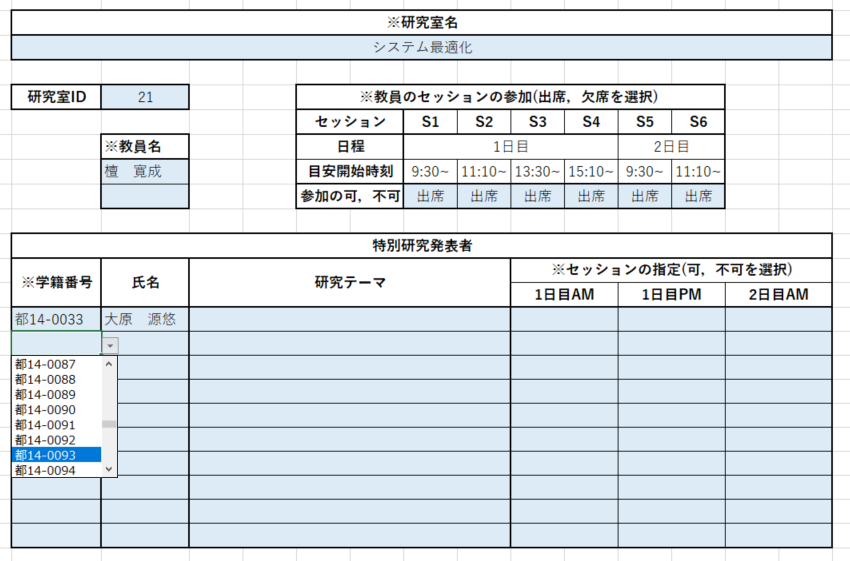 ※研究室名
システム最適化
研究室ID 21
※教員のセッションの参加(出席，欠席を選択)
セッション S1 S2 S3 S4 S5 S6
※教員名 日程 1日目 2日目
檀　寛成 目安開始時刻 9:30~ 11:10~ 13:30~ 15:10~ 9:30~ 11:10~
参加の可，不可 出席 出席 出席 出席 出席 出席
特別研究発表者
※学籍番号 氏名 研究テーマ ※セッションの指定(可，不可を選択)
1日目AM 1日目PM 2日目AM
都14-0033 大原　源悠
都14-0087
都14-0088
都14-0089
都14-0090
都14-0091
都14-0092
都14-0093
都14-0094